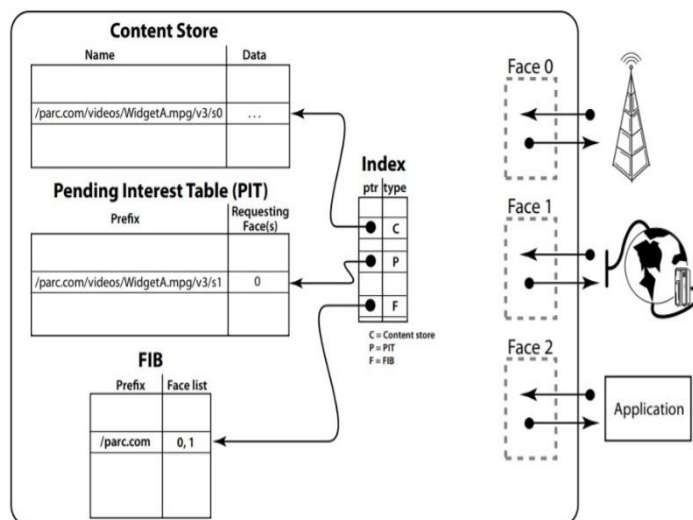 Content Store
Name Data
/parc.com/videos/WidgetA.mpg/v3/s0 ...
Pending Interest Table (PIT)
Prefix Requesting Face(s)
/parc.com/videos/WidgetA.mpg/v3/s1 0
FIB
Prefix Face list
/parc.com 0, 1
Index
ptr type
C
P
F
C = Content store
P = PIT
F = FIB
Face 0
Face 1
Face 2
Application